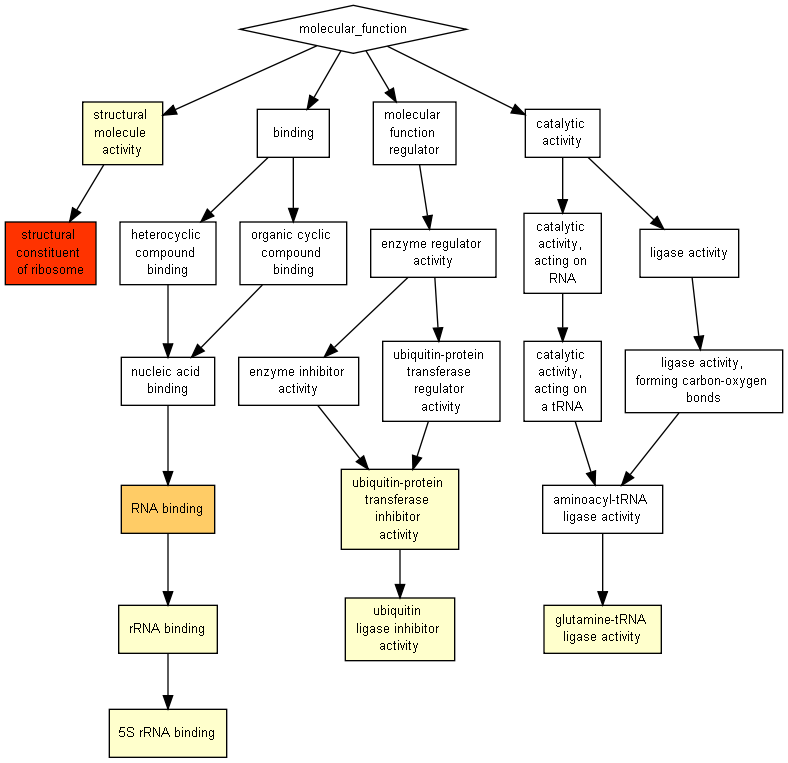 molecular_function
structural
molecule
activity
binding
molecular
function
regulator
catalytic
activity
structural
constituent
of ribosome
heterocyclic
compound
binding
organic cyclic
compound
binding
enzyme regulator
activity
catalytic
activity,
acting on
RNA
ligase activity
nucleic acid
binding
enzyme inhibitor
activity
ubiquitin-protein
transferase
regulator
activity
catalytic
activity,
acting on
a tRNA
ligase activity,
forming carbon-oxygen
bonds
RNA binding
ubiquitin-protein
transferase
inhibitor
activity
aminoacyl-tRNA
ligase activity
rRNA binding
ubiquitin
ligase inhibitor
activity
glutamine-tRNA
ligase activity
5S rRNA binding